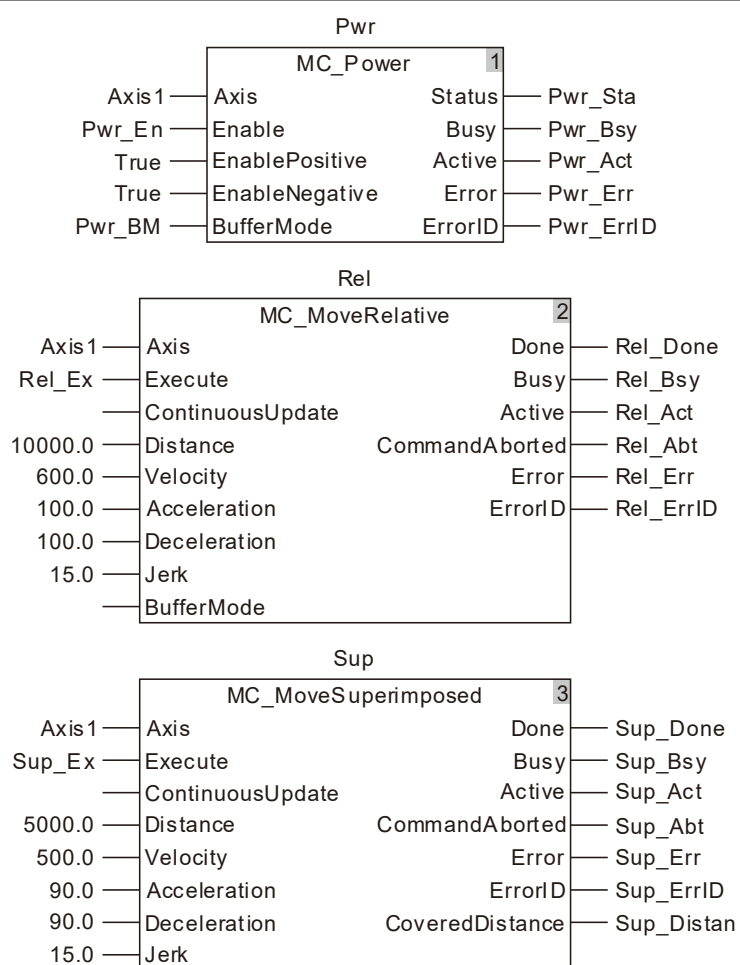 Pwr
MC_Power 1
Axis1 Axis Status Pwr_Sta
Pwr_En Enable Busy Pwr_Bsy
True EnablePositive Active Pwr_Act
True EnableNegative Error Pwr_Err
Pwr_BM BufferMode ErrorID Pwr_ErrID
Rel
MC_MoveRelative 2
Axis1 Axis Done Rel_Done
Rel_Ex Execute Busy Rel_Bsy
ContinuousUpdate Active Rel_Act
10000.0 Distance CommandAborted Rel_Abt
600.0 Velocity Error Rel_Err
100.0 Acceleration ErrorID Rel_ErrID
100.0 Deceleration
15.0 Jerk
BufferMode
Sup
MC_MoveSuperimposed 3
Axis1 Axis Done Sup_Done
Sup_Ex Execute Busy Sup_Bsy
ContinuousUpdate Active Sup_Act
5000.0 Distance CommandAborted Sup_Abt
500.0 Velocity Error Sup_Err
90.0 Acceleration ErrorID Sup_ErrID
90.0 Deceleration CoveredDistance Sup_Distan
15.0 Jerk